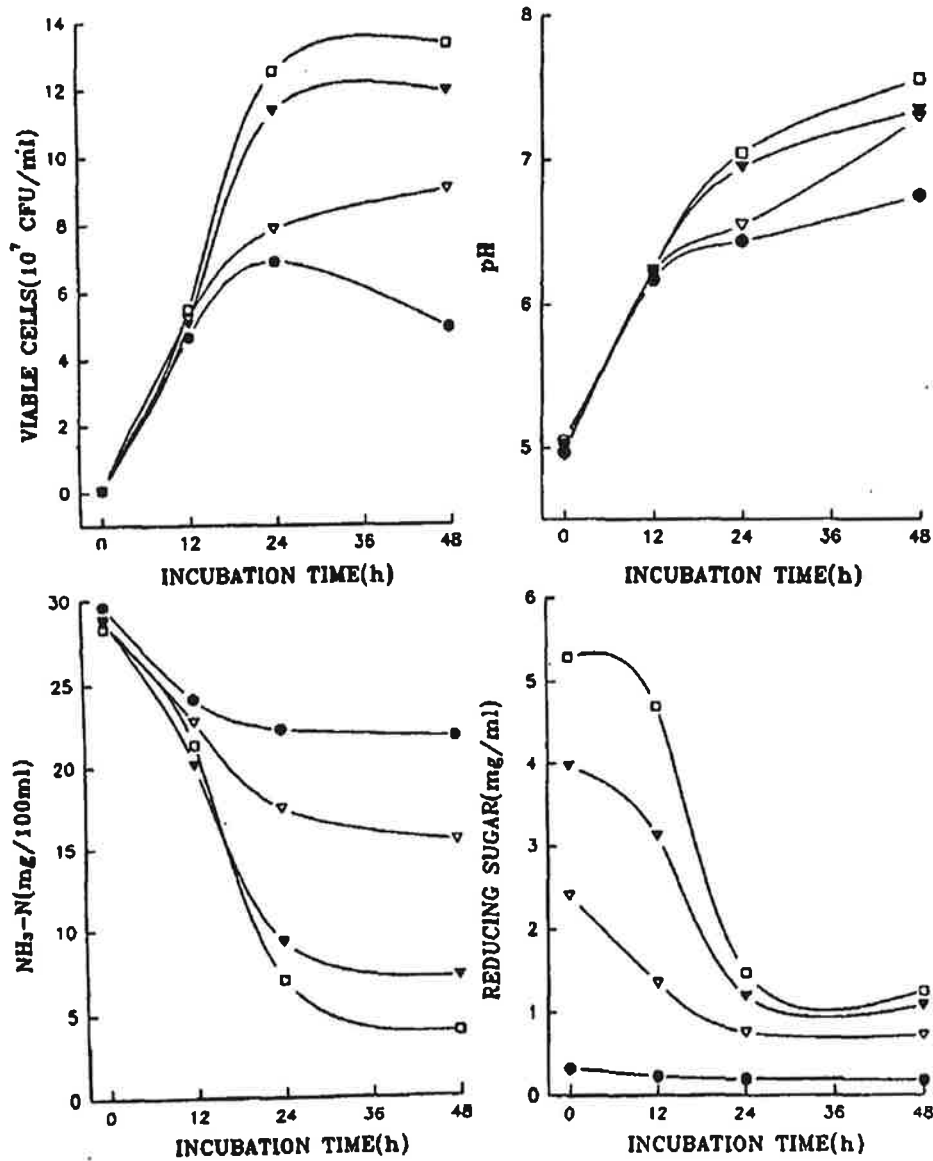 VIABLE CELLS(10⁷ CFU/ml)
14
12
10
8
6
4
2
0
0 12 24 36 48
INCUBATION TIME(h)
pH
8
7
6
5
0 12 24 36 48
INCUBATION TIME(h)
NH₃-N(mg/100ml)
30
25
20
15
10
5
0
0 12 24 36 48
INCUBATION TIME(h)
REDUCING SUGAR(mg/ml)
6
5
4
3
2
1
0
0 12 24 36 48
INCUBATION TIME(h)